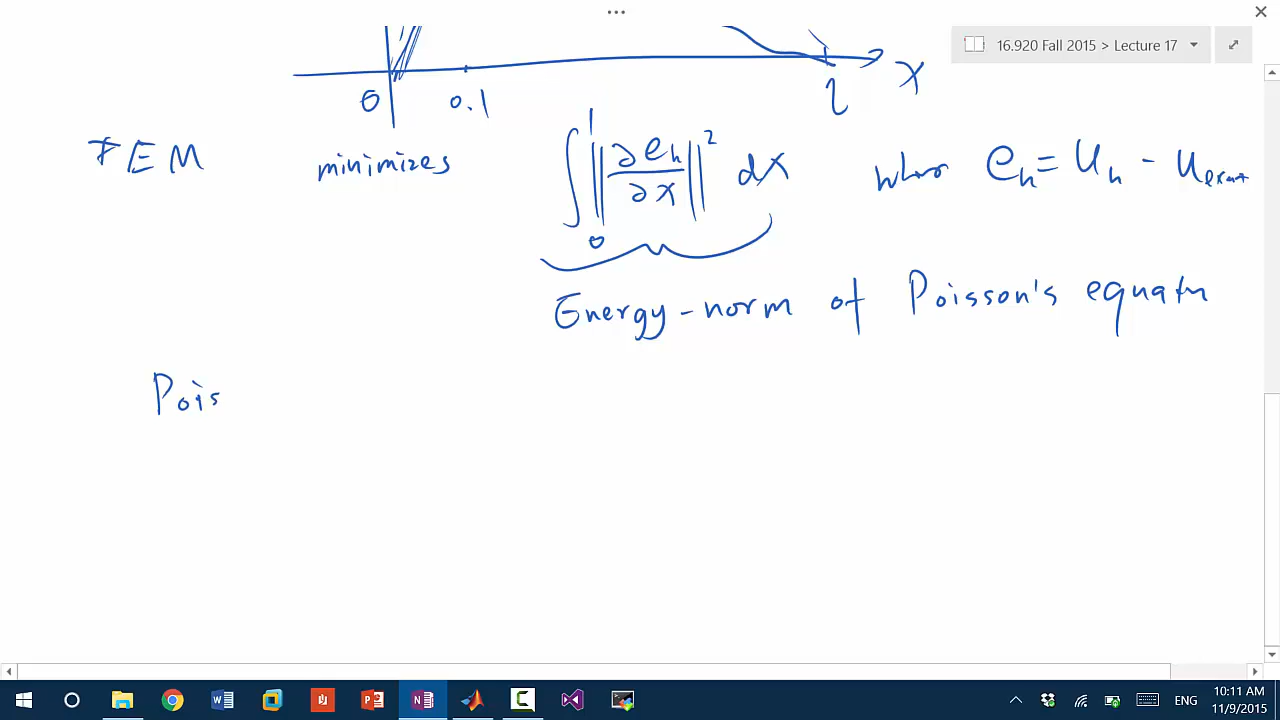 16.920 Fall 2015 > Lecture 17
0 0.1 1 X
FEM minimizes ∫₀¹ ‖∂eₕ/∂x‖² dx where eₕ = uₕ - u
Energy-norm of Poisson's equatn
Pois
ENG
10:11 AM
11/9/2015